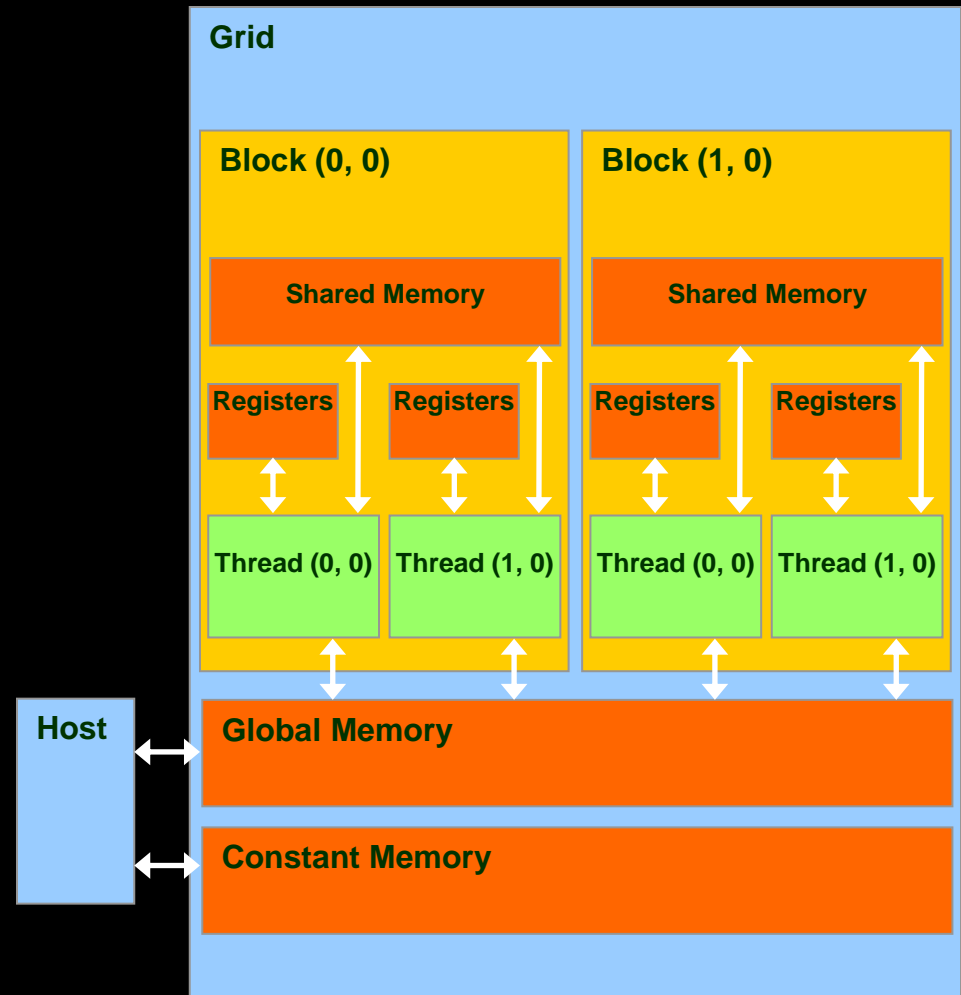 Grid
Block (0, 0)
Block (1, 0)
Shared Memory
Shared Memory
Registers
Registers
Registers
Registers
Thread (0, 0)
Thread (1, 0)
Thread (0, 0)
Thread (1, 0)
Host
Global Memory
Constant Memory